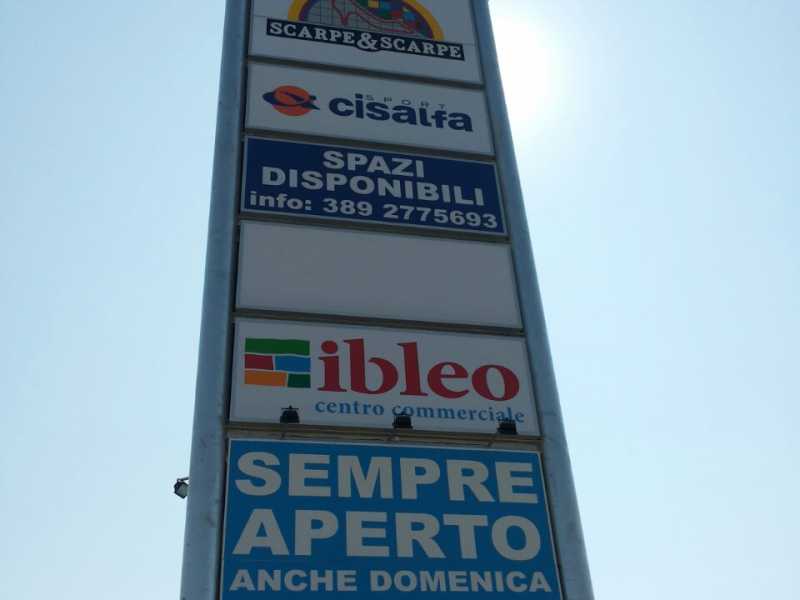 SCARPE&SCARPE
SPORT
cisalfa
SPAZI
DISPONIBILI
info: 389 2775693
ibleo
centro commerciale
SEMPRE
APERTO
ANCHE DOMENICA